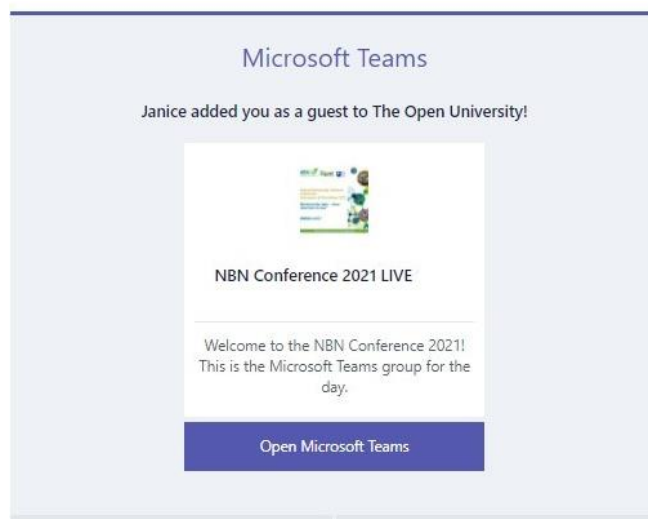 Microsoft Teams
Janice added you as a guest to The Open University!
NBN Conference 2021 LIVE
Welcome to the NBN Conference 2021!
This is the Microsoft Teams group for the
day.
Open Microsoft Teams